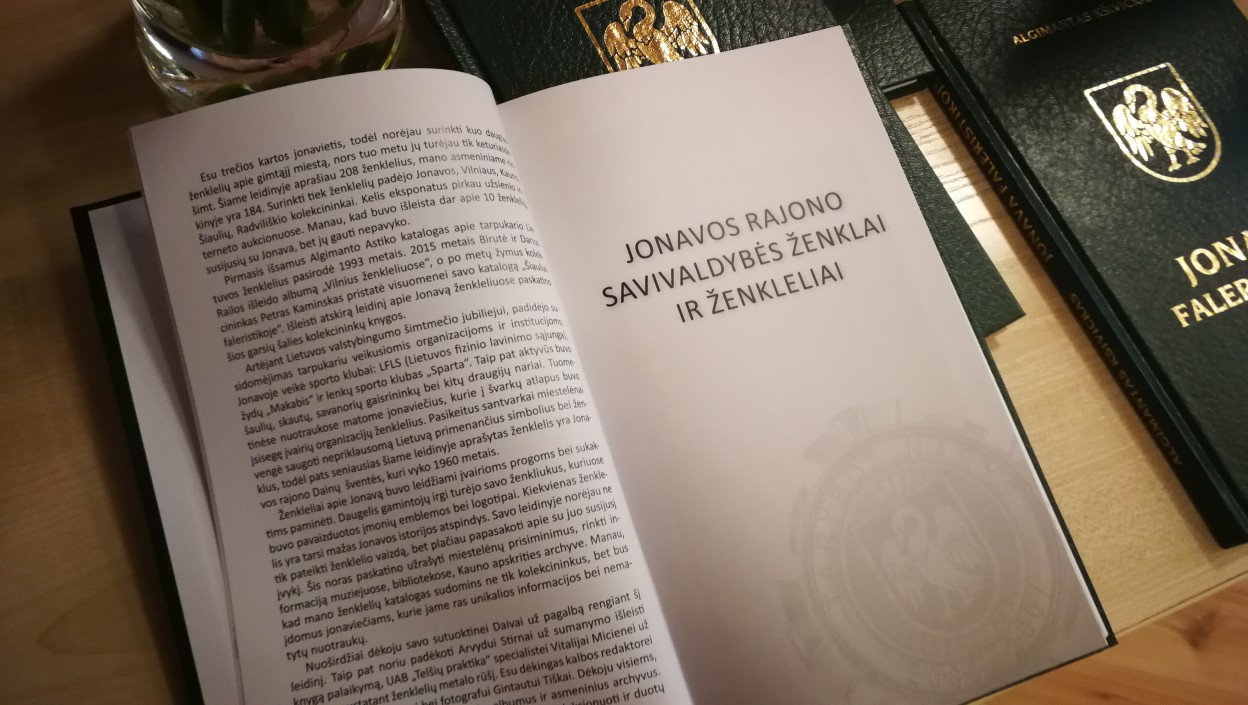 Esu trečios kartos jonavietis, todėl norėjau surinkti kuo daugiau
ženklelių apie gimtąjį miestą, nors tuo metu jų turėjau tik keturiasde-
šimt. Šiame leidinyje aprašiau 208 ženklelius, mano asmeniniame rin-
kinyje yra 184. Surinkti tiek ženklelių padėjo Jonavos, Vilniaus, Kauno,
Šiaulių, Radviliškio kolekcininkai. Kelis eksponatus pirkau užsienio in-
terneto aukcionuose. Manau, kad buvo išleista dar apie 10 ženklelių,
susijusių su Jonava, bet jų gauti nepavyko.
Pirmasis išsamus Algimanto Astiko katalogas apie tarpukario Lie-
tuvos ženklelius pasirodė 1993 metais. 2015 metais Birutė ir Darius
Railos išleido albumą „Vilnius ženkleliuose“, o po metų žymus kolek-
cininkas Petras Kaminskas pristatė visuomenei savo katalogą „Šiauliai
faleristikoje“. Išleisti atskirą leidinį apie Jonavą ženkleliuose paskatino
šios garsių šalies kolekcininkų knygos.
Artėjant Lietuvos valstybingumo šimtmečio jubiliejui, padidėjo su-
sidomėjimas tarpukariu veikusiomis organizacijomis ir institucijomis.
Jonavoje veikė sporto klubai: LFLS (Lietuvos fizinio lavinimo sąjunga),
žydų „Makabis“ ir lenkų sporto klubas „Sparta“. Taip pat aktyvūs buvo
šaulių, skautų, savanorių gaisrininkų bei kitų draugijų nariai. Tuome-
tinėse nuotraukose matome jonaviečius, kurie į švarkų atlapus buvo
įsisegę įvairių organizacijų ženklelius. Pasikeitus santvarkai miestelėnai
vengė saugoti nepriklausomą Lietuvą primenančius simbolius bei žen-
klus, todėl pats seniausias šiame leidinyje aprašytas ženklelis yra Jona-
vos rajono Dainų šventės, kuri vyko 1960 metais.
Ženkleliai apie Jonavą buvo leidžiami įvairioms progoms bei sukak-
tims paminėti. Daugelis gamintojų irgi turėjo savo ženkliukus, kuriuose
buvo pavaizduotos įmonių emblemos bei logotipai. Kiekvienas ženkle-
lis yra tarsi mažas Jonavos istorijos atspindys. Savo leidinyje norėjau ne
tik pateikti ženklelio vaizdą, bet plačiau papasakoti apie su juo susijusį
įvykį. Šis noras paskatino užrašyti miestelėnų prisiminimus, rinkti in-
formaciją muziejuose, bibliotekose, Kauno apskrities archyve. Manau,
kad mano ženklelių katalogas sudomins ne tik kolekcininkus, bet bus
įdomus jonaviečiams, kurie jame ras unikalios informacijos bei nema-
tytų nuotraukų.
Nuoširdžiai dėkoju savo sutuoktinei Daivai už pagalbą rengiant šį
leidinį. Taip pat noriu padėkoti Arvydui Stirnai už sumanymo išleisti
knygą palaikymą, UAB „Telšių praktika“ specialistei Vitalijai Micienei už
ženklelių metalo rūšį. Esu dėkingas kalbos redaktorei
bei fotografui Gintautui Tiškai. Dėkoju visiems,
albumus ir asmeninius archyvus.
ir duotų
JONAVOS RAJONO
SAVIVALDYBĖS ŽENKLAI
IR ŽENKLELIAI
JONAVA FALERISTIKOJE
ALGIMANTAS KSIVICKAS
ALGIMANTAS KSIVICKAS
JONA
FALER